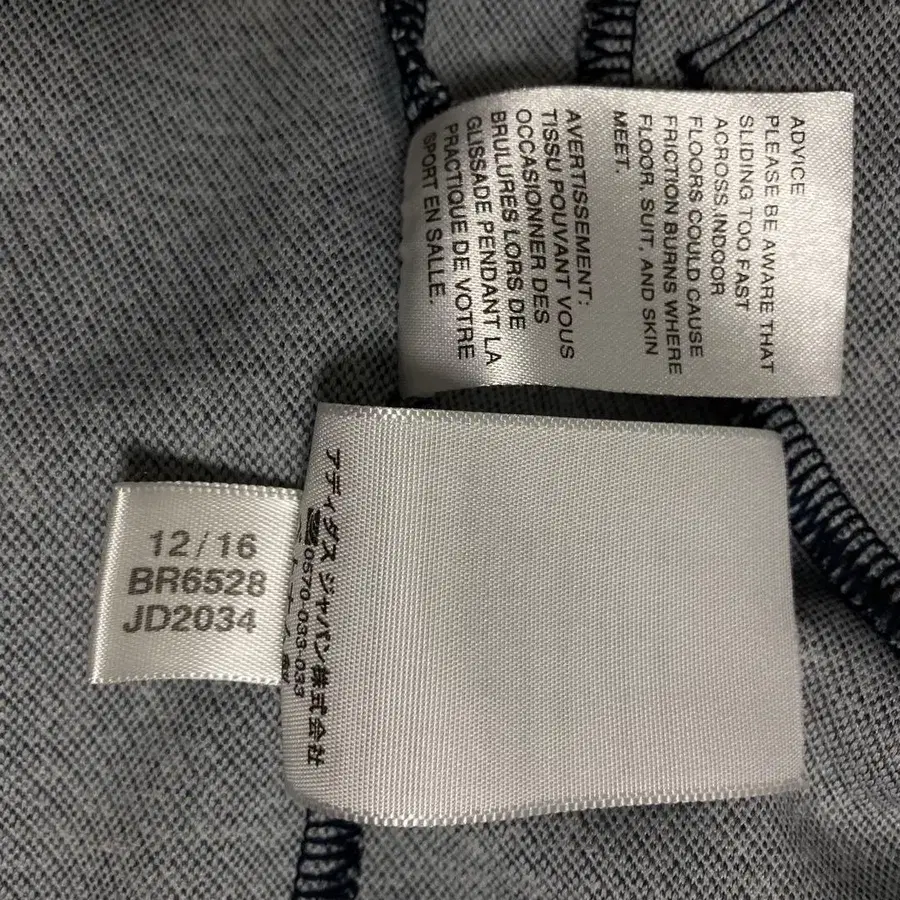 ADVICE
PLEASE BE AWARE THAT
SLIDING TOO FAST
ACROSS INDOOR
FLOORS COULD CAUSE
FRICTION BURNS WHERE
FLOOR, SUIT, AND SKIN
MEET.
AVERTISSEMENT:
TISSU POUVANT VOUS
OCCASIONNER DES
BRULURES LORS DE
GLISSADE PENDANT LA
PRACTIQUE DE VOTRE
SPORT EN SALLE.
12/16
BR6528
JD2034
アディダス ジャパン株式会社
0570-033-033